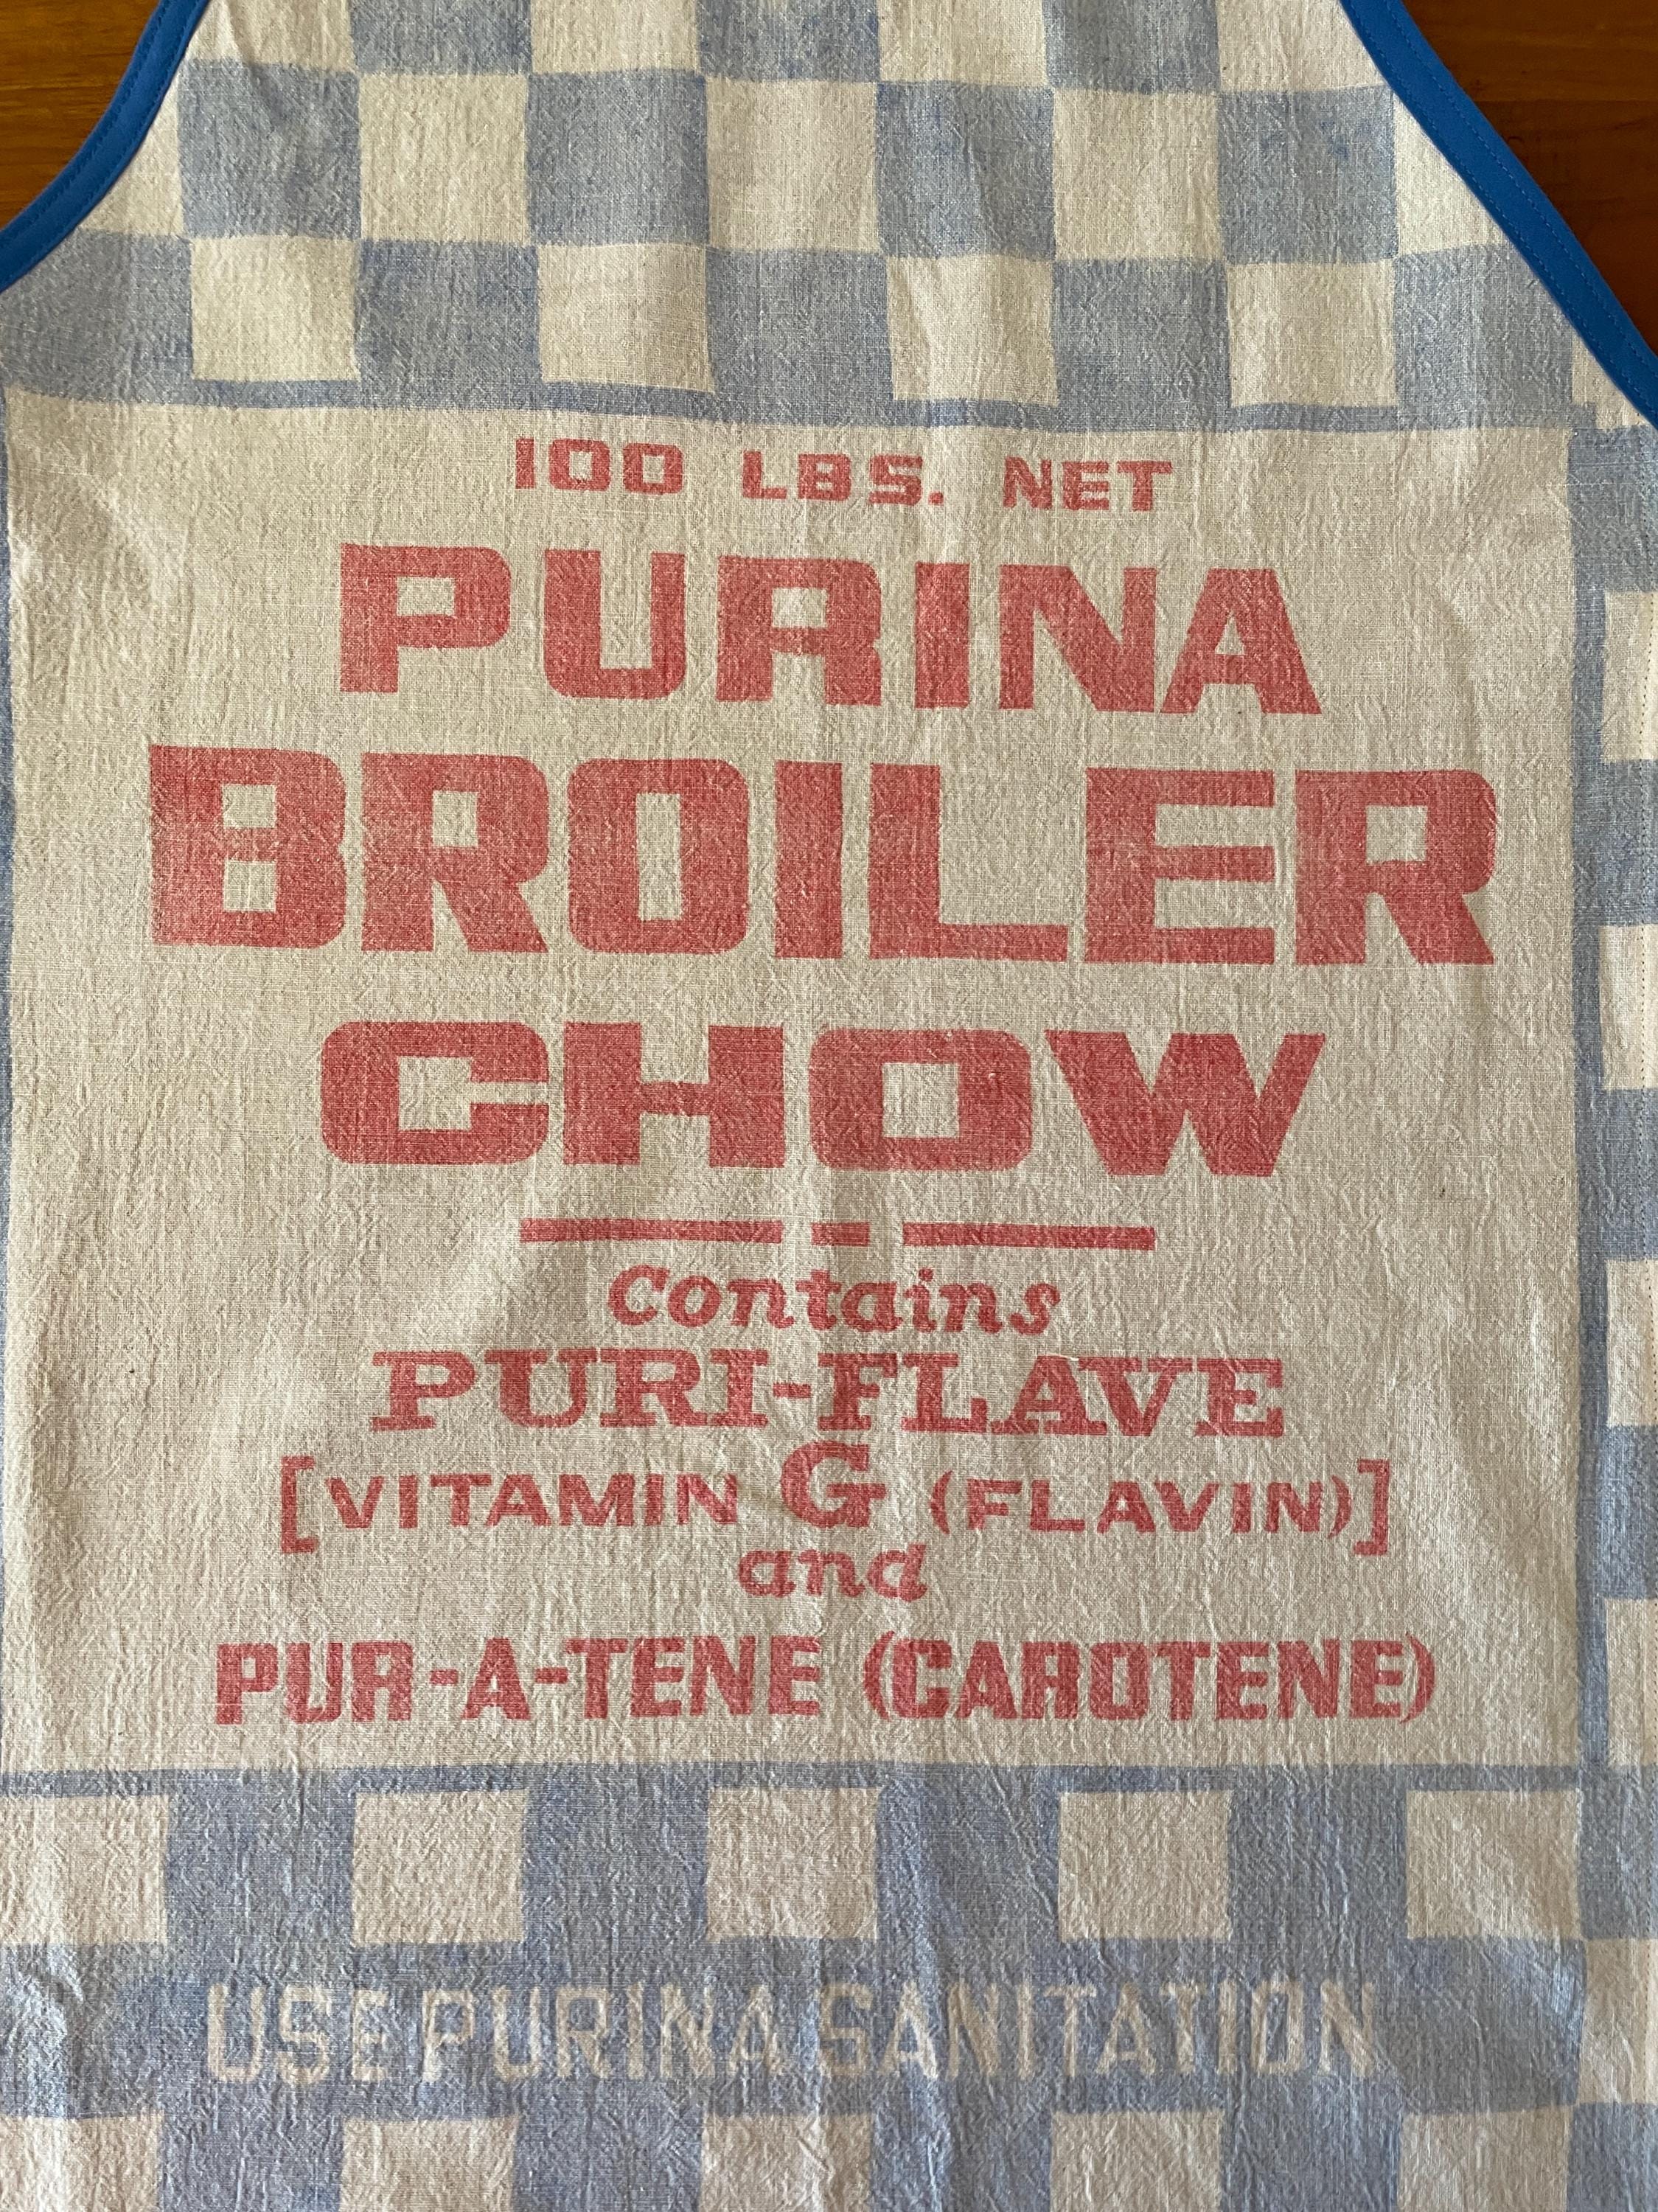 100 LBS. NET
PURINA
BROILER
CHOW
contains
PURI-FLAVE
[VITAMIN G (FLAVIN)]
and
PUR-A-TENE (CAROTENE)
USE PURINA SANITATION